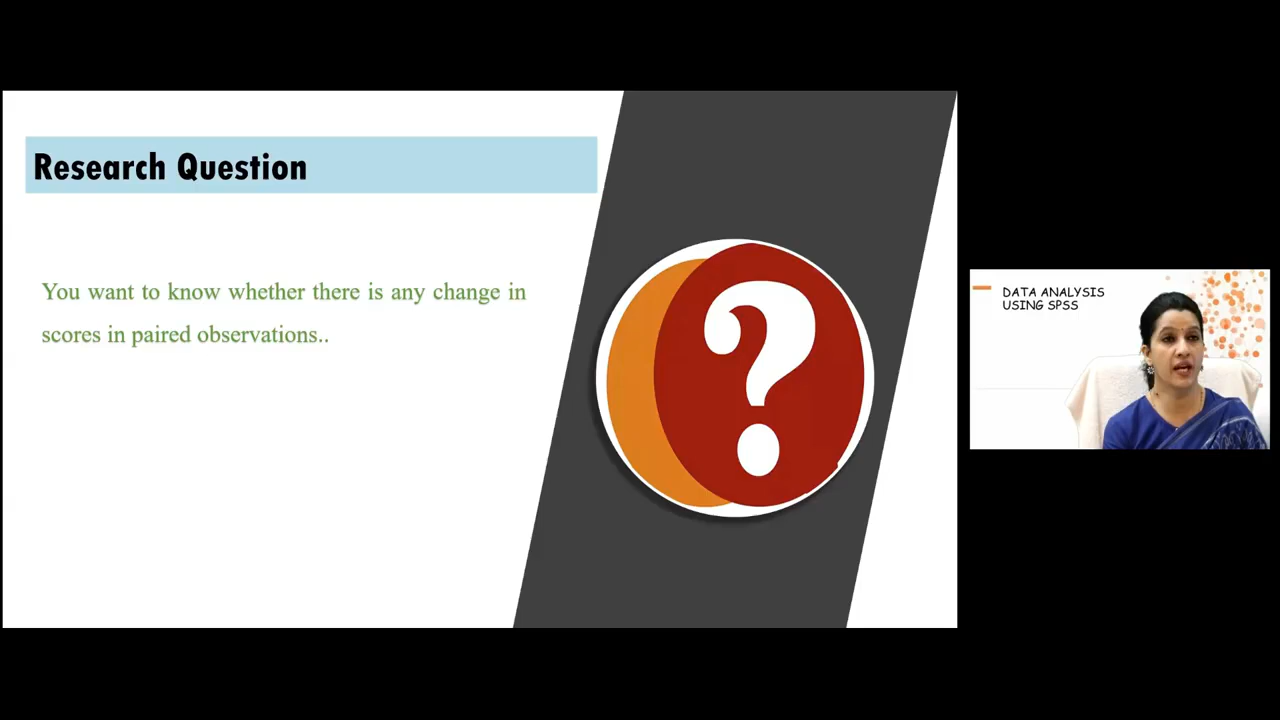 Research Question
You want to know whether there is any change in
scores in paired observations..
?
DATA ANALYSIS
USING SPSS